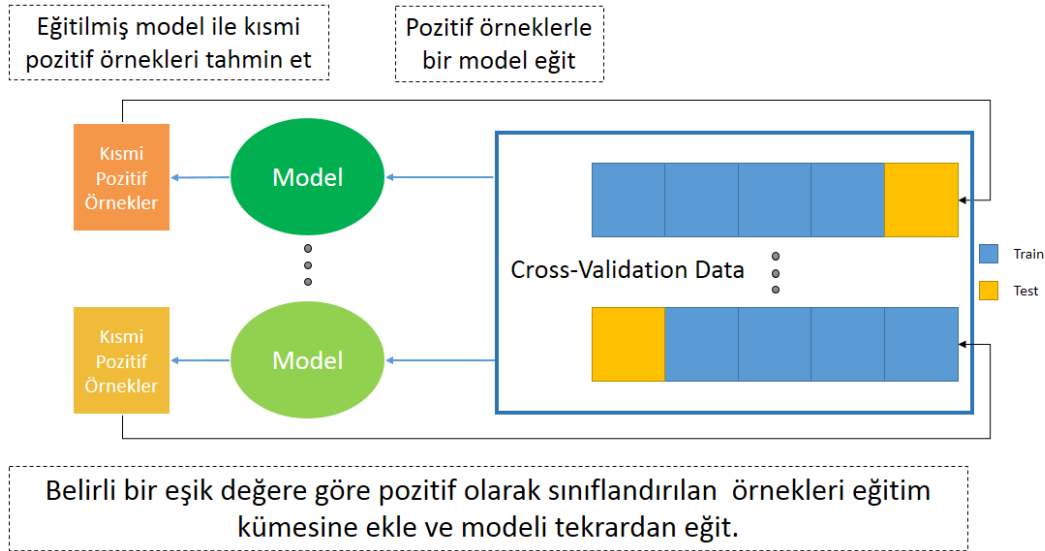 Eğitilmiş model ile kısmi
pozitif örnekleri tahmin et
Pozitif örneklerle
bir model eğit
Kısmi
Pozitif
Örnekler
Model
Cross-Validation Data
Train
Test
Kısmi
Pozitif
Örnekler
Model
Belirli bir eşik değere göre pozitif olarak sınıflandırılan  örnekleri eğitim
kümesine ekle ve modeli tekrardan eğit.